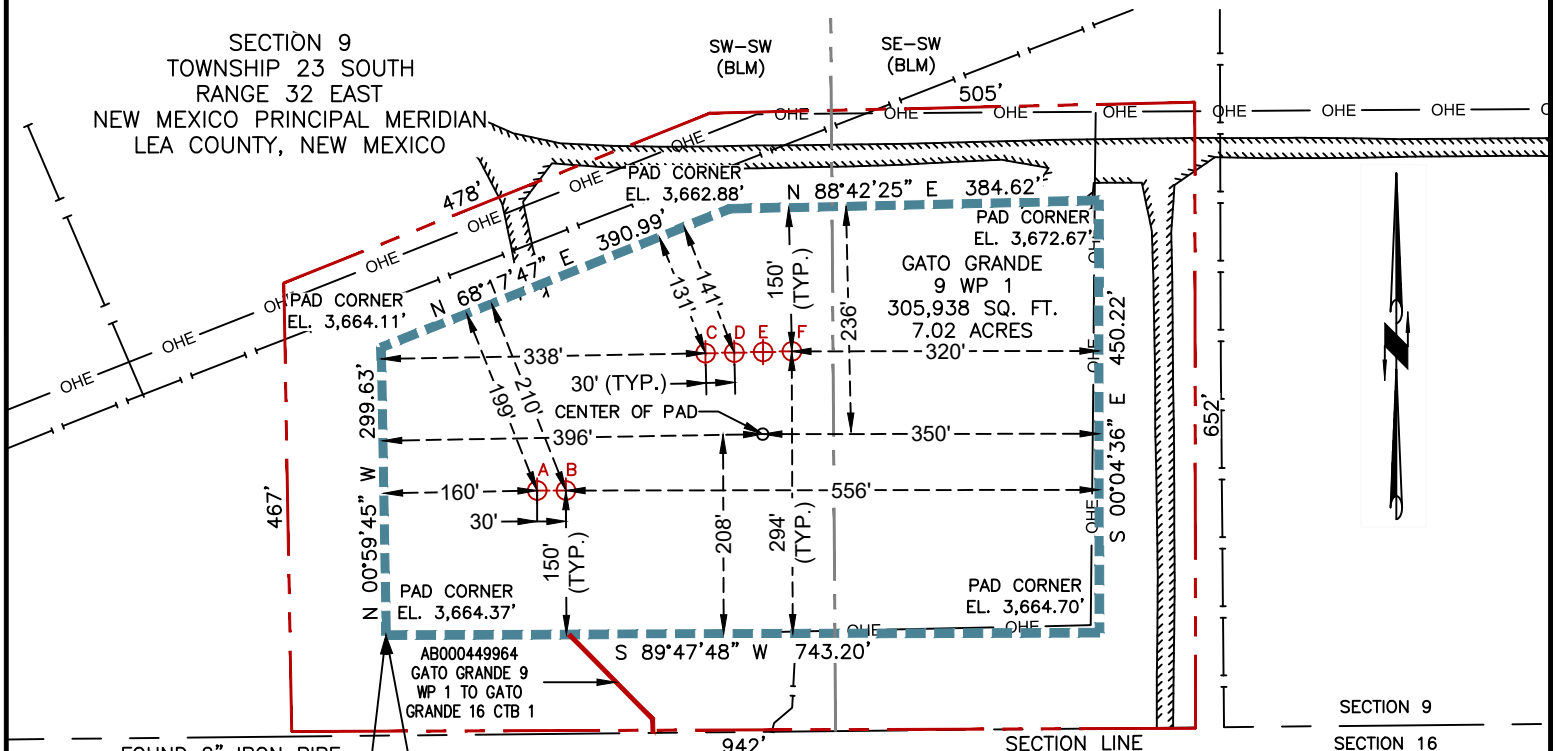 SECTION 9
TOWNSHIP 23 SOUTH
RANGE 32 EAST
NEW MEXICO PRINCIPAL MERIDIAN
LEA COUNTY, NEW MEXICO
SW-SW
(BLM)
SE-SW
(BLM)
505'
OHE
OHE
OHE
OHE
OHE
OHE
OHE
OHE
478'
OHE
OHE
OHE
OHE
OHE
PAD CORNER
EL. 3,662.88'
N 88°42'25" E 384.62'
PAD CORNER
EL. 3,672.67'
OHE
GATO GRANDE
9 WP 1
305,938 SQ. FT.
7.02 ACRES
N 68°17'47" E 390.99'
PAD CORNER
EL. 3,664.11'
131'
141'
150'
(TYP.)
236'
C D E F
338'
320'
30' (TYP.)
199'
210'
CENTER OF PAD
396'
350'
A B
160'
556'
30'
150'
(TYP.)
208'
294'
(TYP.)
OHE
467'
N 00°59'45" W 299.63'
S 00°04'36" E 450.22'
652'
PAD CORNER
EL. 3,664.37'
PAD CORNER
EL. 3,664.70'
OHE
OHE
S 89°47'48" W 743.20'
AB000449964
GATO GRANDE 9
WP 1 TO GATO
GRANDE 16 CTB 1
942'
SECTION LINE
SECTION 9
SECTION 16